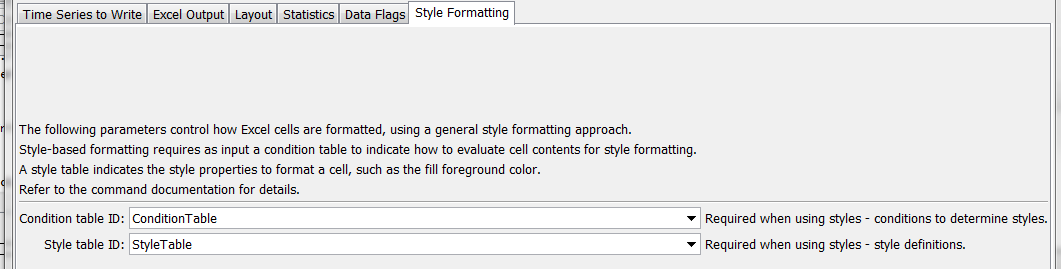 Time Series to Write Excel Output Layout Statistics Data Flags Style Formatting
The following parameters control how Excel cells are formatted, using a general style formatting approach.
Style-based formatting requires as input a condition table to indicate how to evaluate cell contents for style formatting.
A style table indicates the style properties to format a cell, such as the fill foreground color.
Refer to the command documentation for details.
Condition table ID: ConditionTable Required when using styles - conditions to determine styles.
Style table ID: StyleTable Required when using styles - style definitions.